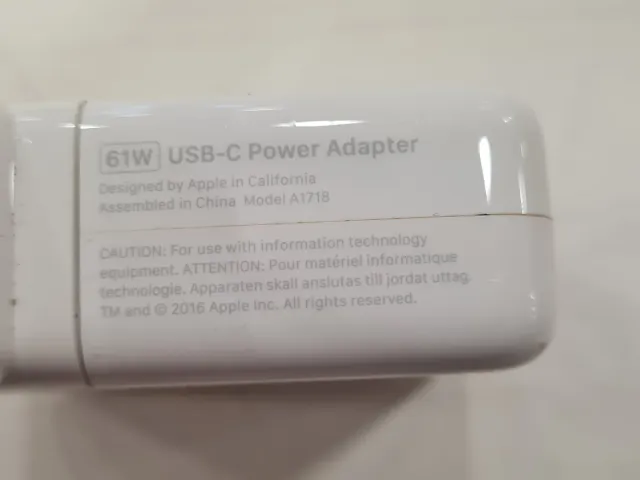 61W USB-C Power Adapter
Designed by Apple in California
Assembled in China Model A1718
CAUTION: For use with information technology
equipment. ATTENTION: Pour matériel informatique
technologie. Apparaten skall anslutas till jordat uttag.
TM and © 2016 Apple Inc. All rights reserved.